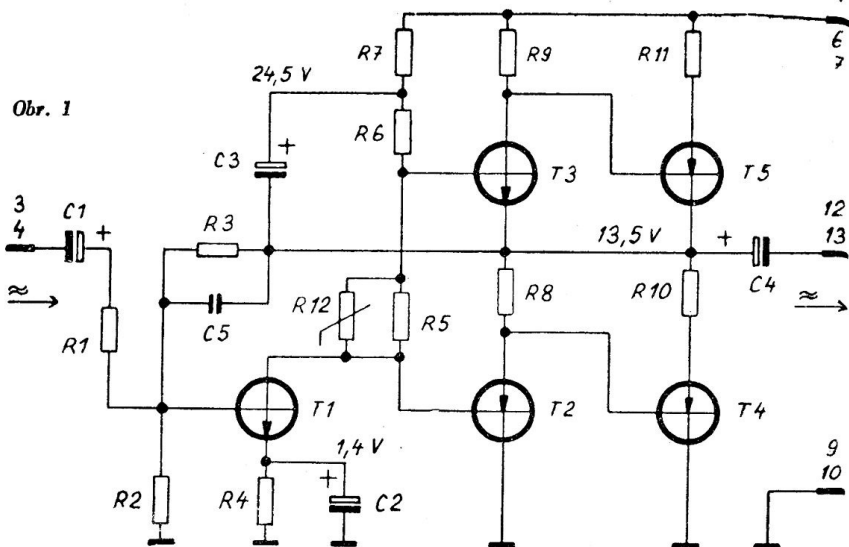 Obr. 1
24,5 V
R7
R9
R11
6
7
R6
C3
+
T3
T5
3
4
C1
+
R3
13,5 V
+
12
13
C4
≈
C5
R12
R5
R8
R10
≈
R1
T1
T2
T4
1,4 V
9
10
R2
R4
+
C2